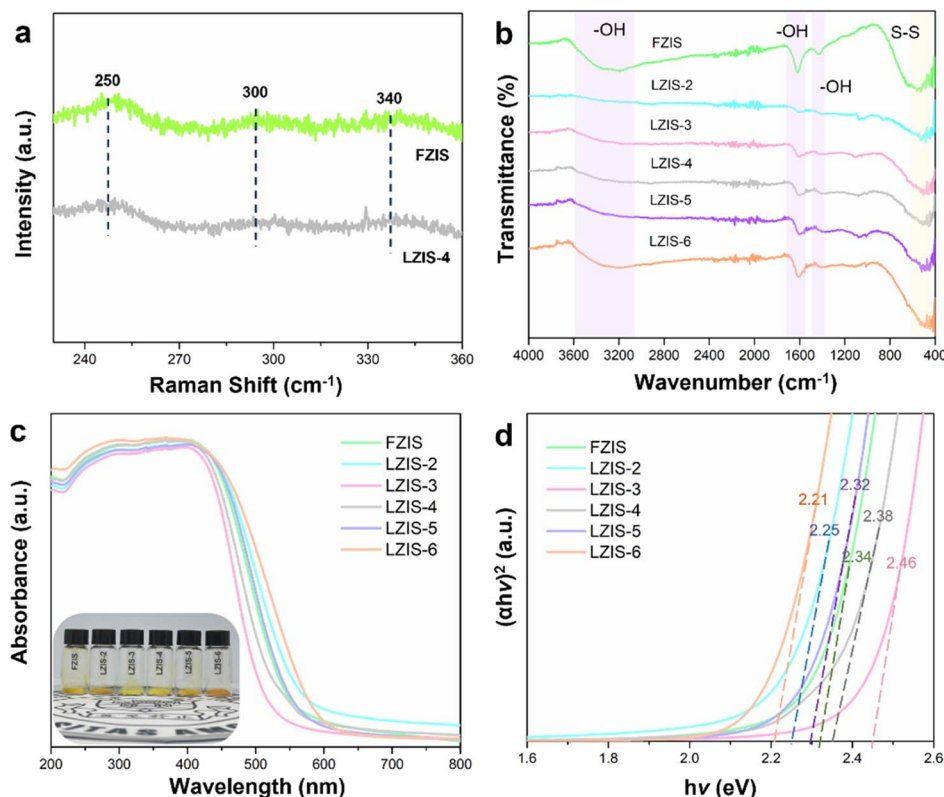 a
250
300
340
FZIS
LZIS-4
Intensity (a.u.)
240
270
300
330
360
Raman Shift (cm-1)
b
-OH
-OH
-OH
S-S
FZIS
LZIS-2
LZIS-3
LZIS-4
LZIS-5
LZIS-6
Transmittance (%)
4000 3600 3200 2800 2400 2000 1600 1200 800 400
Wavenumber (cm-1)
c
FZIS
LZIS-2
LZIS-3
LZIS-4
LZIS-5
LZIS-6
FZIS
LZIS-2
LZIS-3
LZIS-4
LZIS-5
LZIS-6
Absorbance (a.u.)
200 300 400 500 600 700 800
Wavelength (nm)
d
FZIS
LZIS-2
LZIS-3
LZIS-4
LZIS-5
LZIS-6
2.21
2.25
2.32
2.34
2.38
2.46
(αhv)2 (a.u.)
1.6 1.8 2.0 2.2 2.4 2.6
hv (eV)